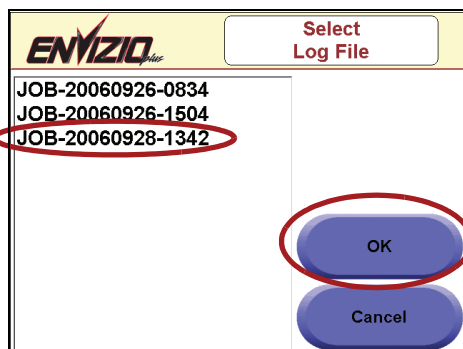 ENVIZIO plus
Select
Log File
JOB-20060926-0834
JOB-20060926-1504
JOB-20060928-1342
OK
Cancel